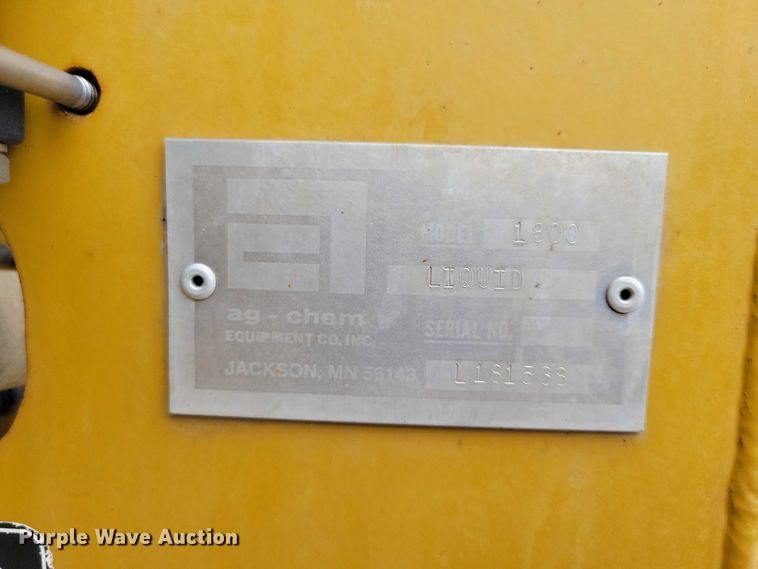 MODEL 1800
LIQUID
ag-chem
EQUIPMENT CO. INC.
SERIAL NO.
JACKSON, MN 56143
L181538
Purple Wave Auction